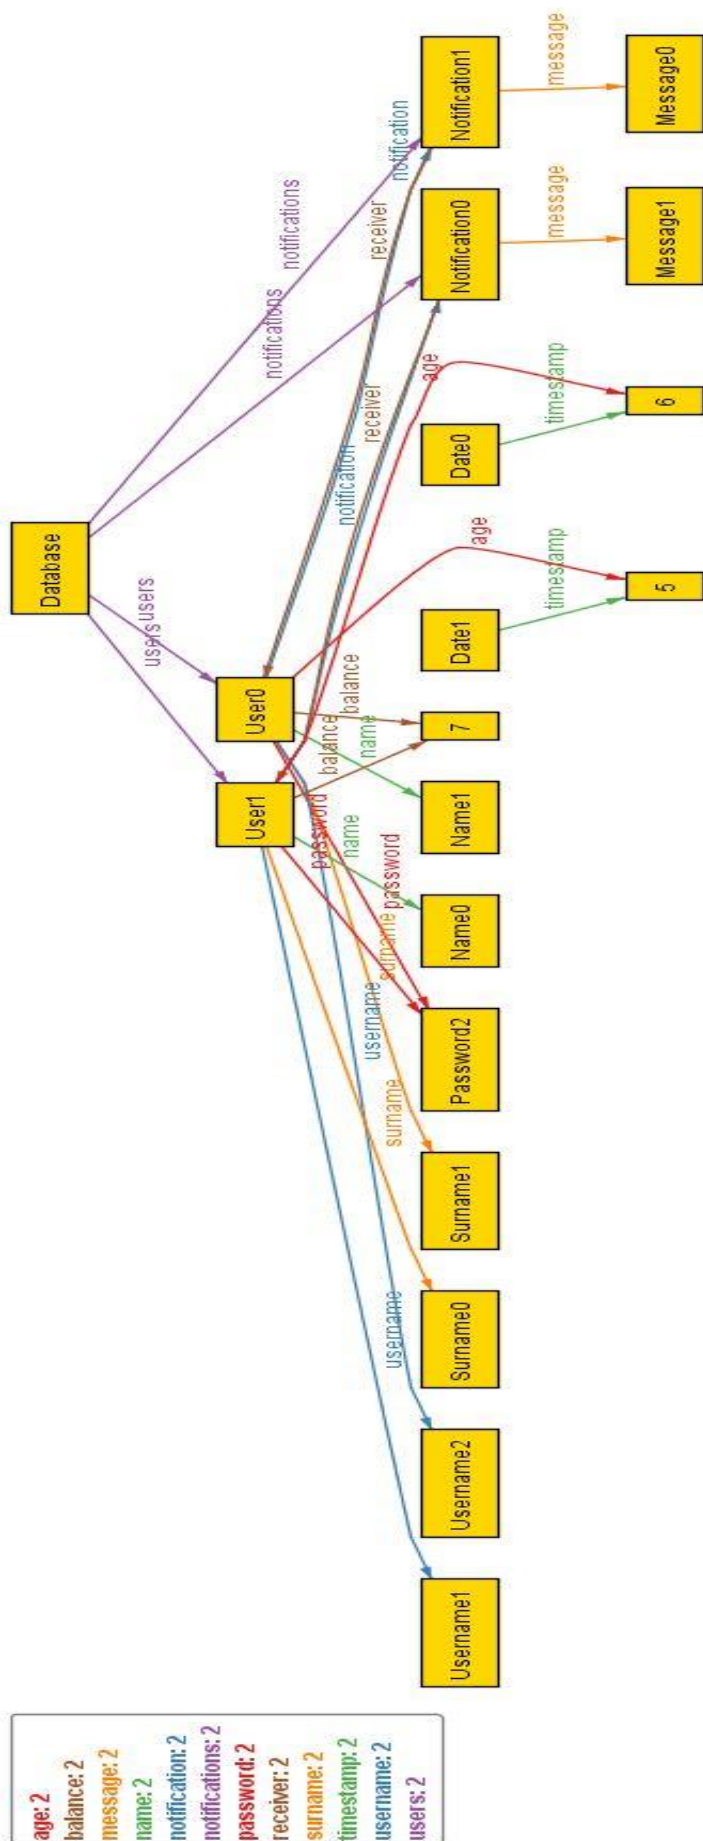 age: 2
balance: 2
message: 2
name: 2
notification: 2
notifications: 2
password: 2
receiver: 2
surname: 2
timestamp: 2
username: 2
users: 2
Database
users
users
notifications
notifications
User1
User0
username
surname
username
surname
password
password
name
name
balance
balance
age
age
notification
receiver
receiver
notification
Username1
Username2
Surname0
Surname1
Password2
Name0
Name1
7
Date1
Date0
Notification0
Notification1
timestamp
timestamp
message
message
5
6
Message1
Message0